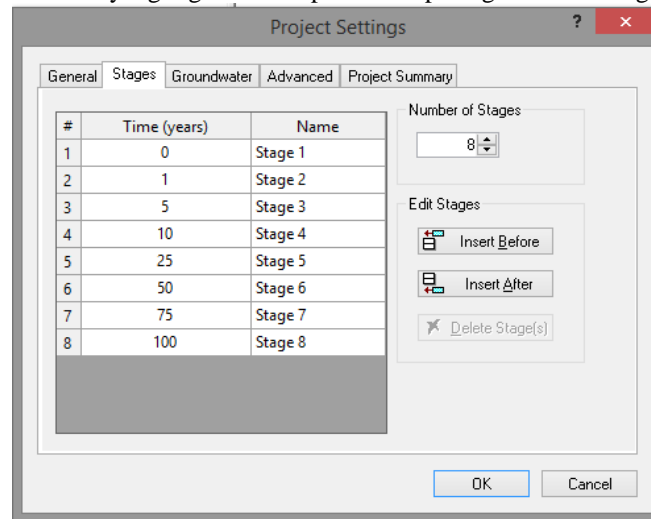 Project Settings ? ×
General Stages Groundwater Advanced Project Summary
# Time (years) Name
1 0 Stage 1
2 1 Stage 2
3 5 Stage 3
4 10 Stage 4
5 25 Stage 5
6 50 Stage 6
7 75 Stage 7
8 100 Stage 8
Number of Stages
8
Edit Stages
Insert Before
Insert After
Delete Stage(s)
OK Cancel